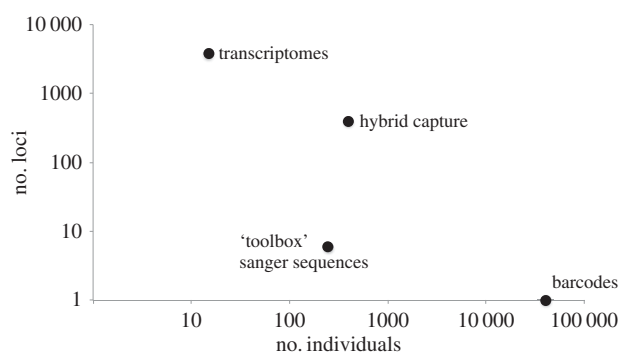 10 000
transcriptomes
1000
hybrid capture
no. loci
100
'toolbox'
10
sanger sequences
barcodes
1
10
100
1000
10 000
100 000
no. individuals